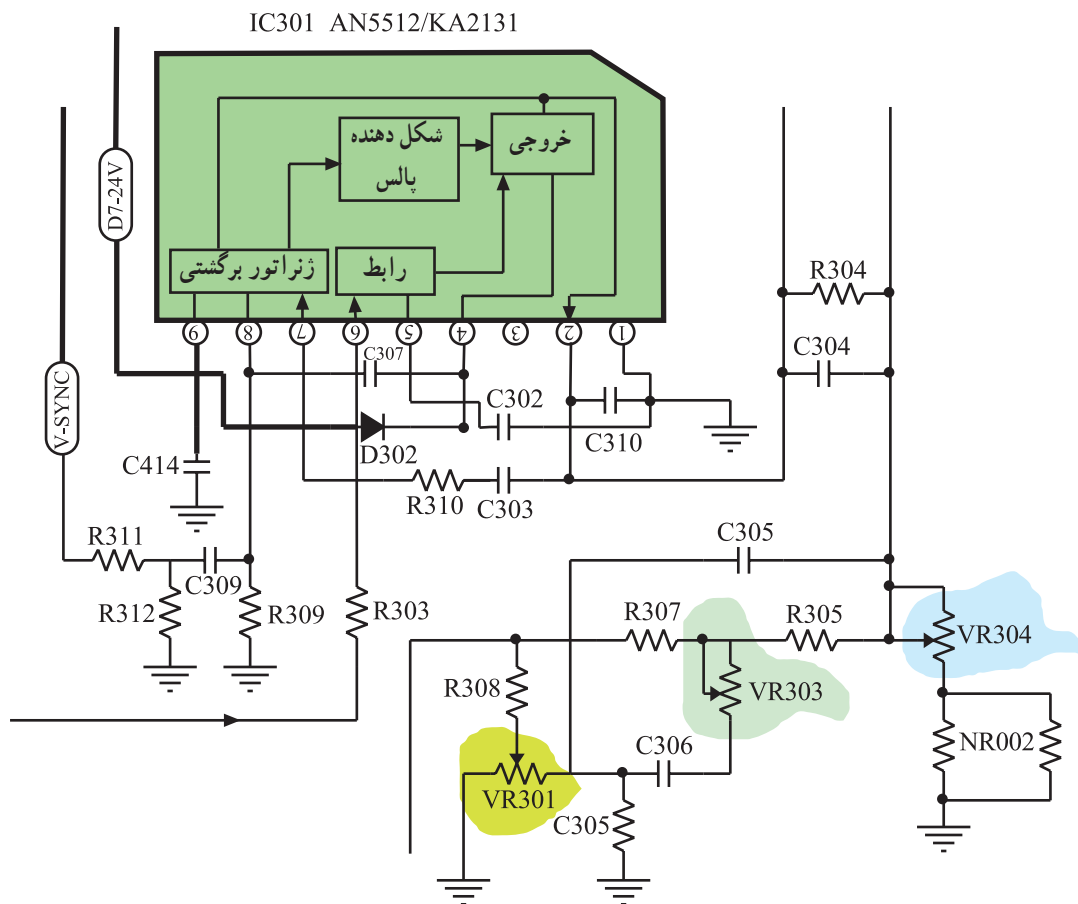 IC301 AN5512/KA2131
شکل دهنده
پالس
خروجی
ژنراتور برگشتی
رابط
9
8
7
6
5
4
3
2
1
D7-24V
V-SYNC
R304
C304
C307
C302
C310
D302
C414
R310
C303
R311
C309
R312
R309
R303
C305
R307
R305
VR304
R308
VR303
C306
NR002
VR301
C305